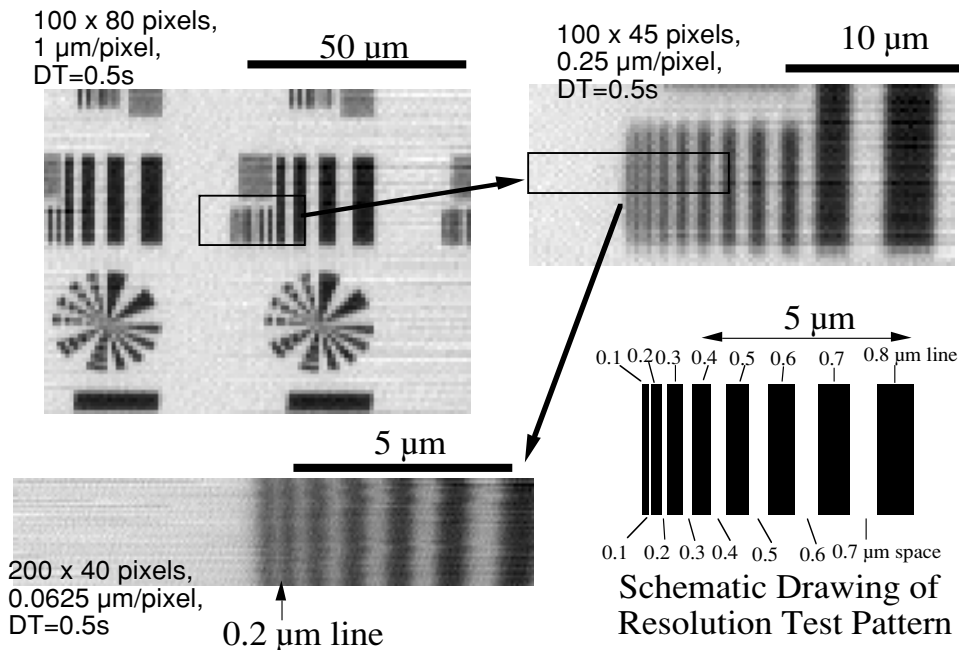 100 x 80 pixels,
1 µm/pixel,
DT=0.5s
50 µm
100 x 45 pixels,
0.25 µm/pixel,
DT=0.5s
10 µm
5 µm
0.1 0.2 0.3 0.4 0.5 0.6 0.7 0.8 µm line
0.1 0.2 0.3 0.4 0.5 0.6 0.7 µm space
Schematic Drawing of
Resolution Test Pattern
5 µm
200 x 40 pixels,
0.0625 µm/pixel,
DT=0.5s
0.2 µm line